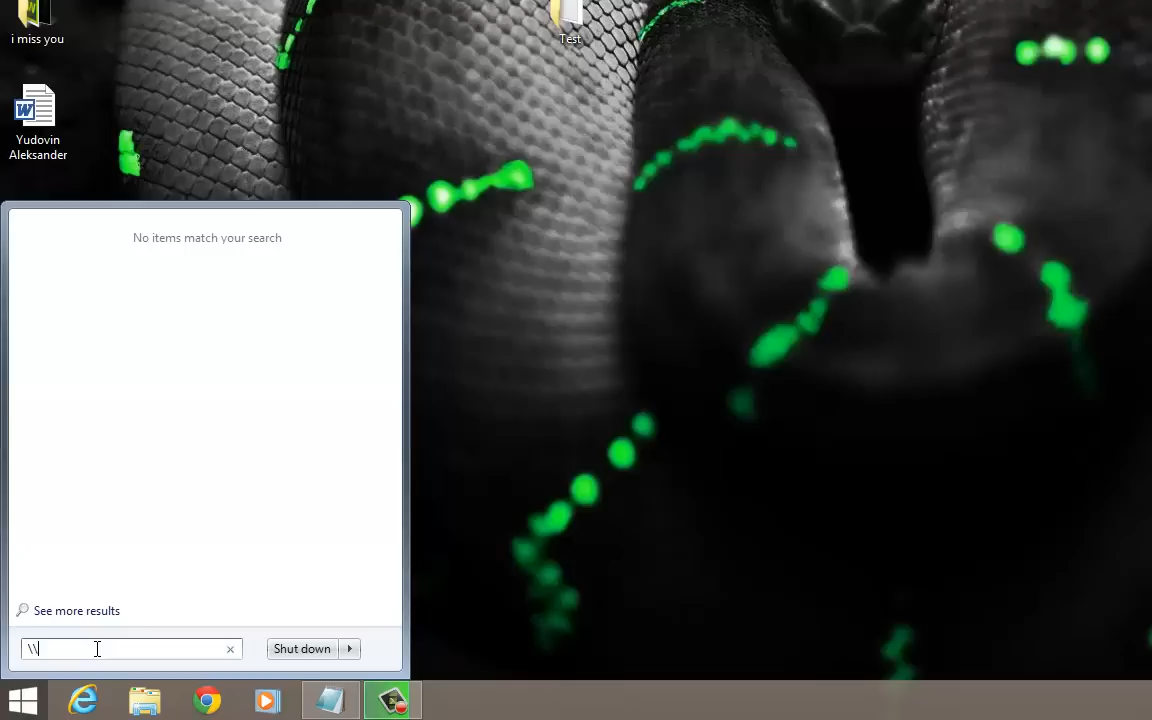 i miss you
Test
Yudovin
Aleksander
No items match your search
See more results
\\
Shut down